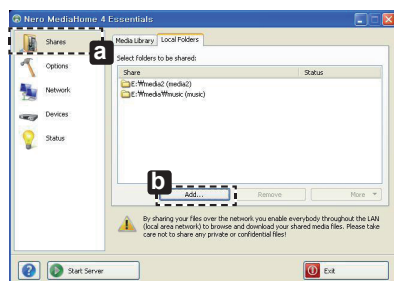 Nero MediaHome 4 Essentials
Shares
a
Options
Network
Devices
Status
Media Library
Local Folders
Select folders to be shared:
Share
Status
E:₩media2 (media2)
E:₩media₩music (music)
b
Add...
Remove
More
By sharing your files over the network you enable everybody throughout the LAN
(local area network) to browse and download your shared media files. Please take
care not to share any private or confidential files!
?
Start Server
Exit